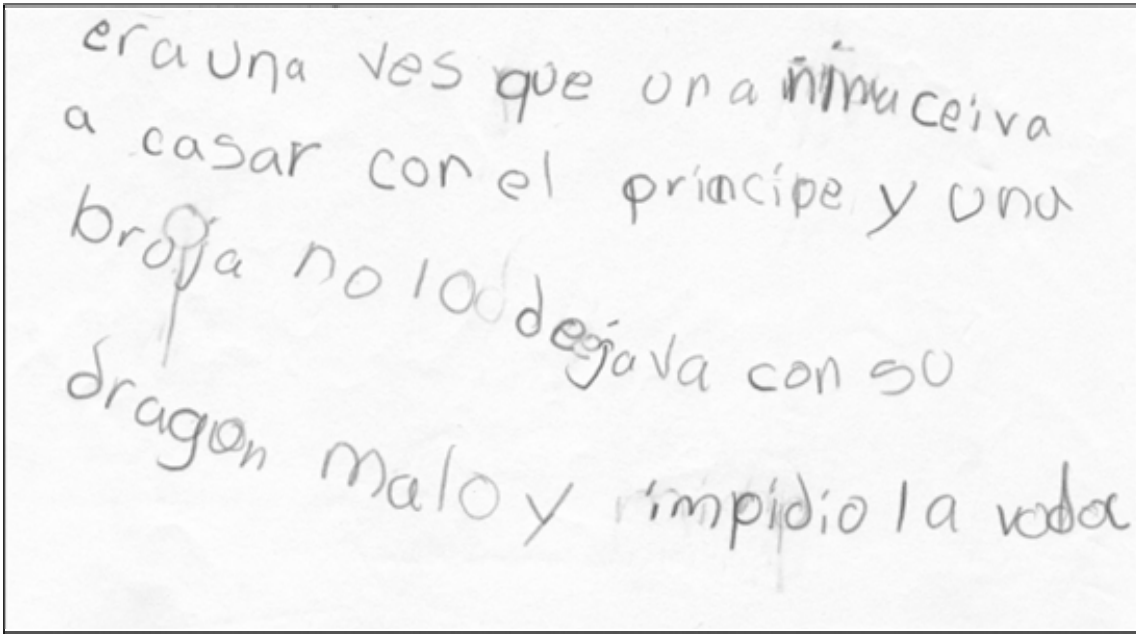 era una ves que una niña ceiva
a casar con el principe y una
broja no lo dejava con su
dragon malo y impidio la voda